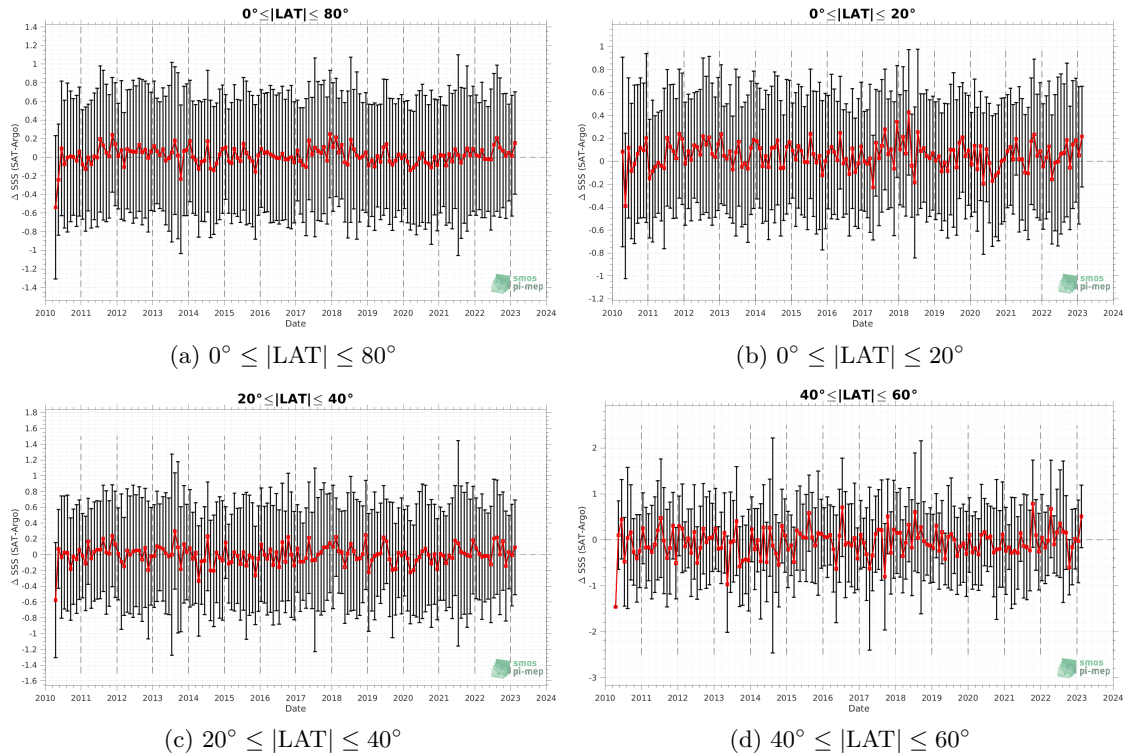 0°≤|LAT|≤ 80°
Δ SSS (SAT-Argo)
1.4
1.2
1
0.8
0.6
0.4
0.2
0
-0.2
-0.4
-0.6
-0.8
-1
-1.2
-1.4
smos
pi-mep
2010 2011 2012 2013 2014 2015 2016 2017 2018 2019 2020 2021 2022 2023 2024
Date
(a) 0° ≤ |LAT| ≤ 80°
0°≤|LAT|≤ 20°
Δ SSS (SAT-Argo)
1
0.8
0.6
0.4
0.2
0
-0.2
-0.4
-0.6
-0.8
-1
-1.2
smos
pi-mep
2010 2011 2012 2013 2014 2015 2016 2017 2018 2019 2020 2021 2022 2023 2024
Date
(b) 0° ≤ |LAT| ≤ 20°
20°≤|LAT|≤ 40°
Δ SSS (SAT-Argo)
1.8
1.6
1.4
1.2
1
0.8
0.6
0.4
0.2
0
-0.2
-0.4
-0.6
-0.8
-1
-1.2
-1.4
-1.6
smos
pi-mep
2010 2011 2012 2013 2014 2015 2016 2017 2018 2019 2020 2021 2022 2023 2024
Date
(c) 20° ≤ |LAT| ≤ 40°
40°≤|LAT|≤ 60°
Δ SSS (SAT-Argo)
2
1
0
-1
-2
-3
smos
pi-mep
2010 2011 2012 2013 2014 2015 2016 2017 2018 2019 2020 2021 2022 2023 2024
Date
(d) 40° ≤ |LAT| ≤ 60°